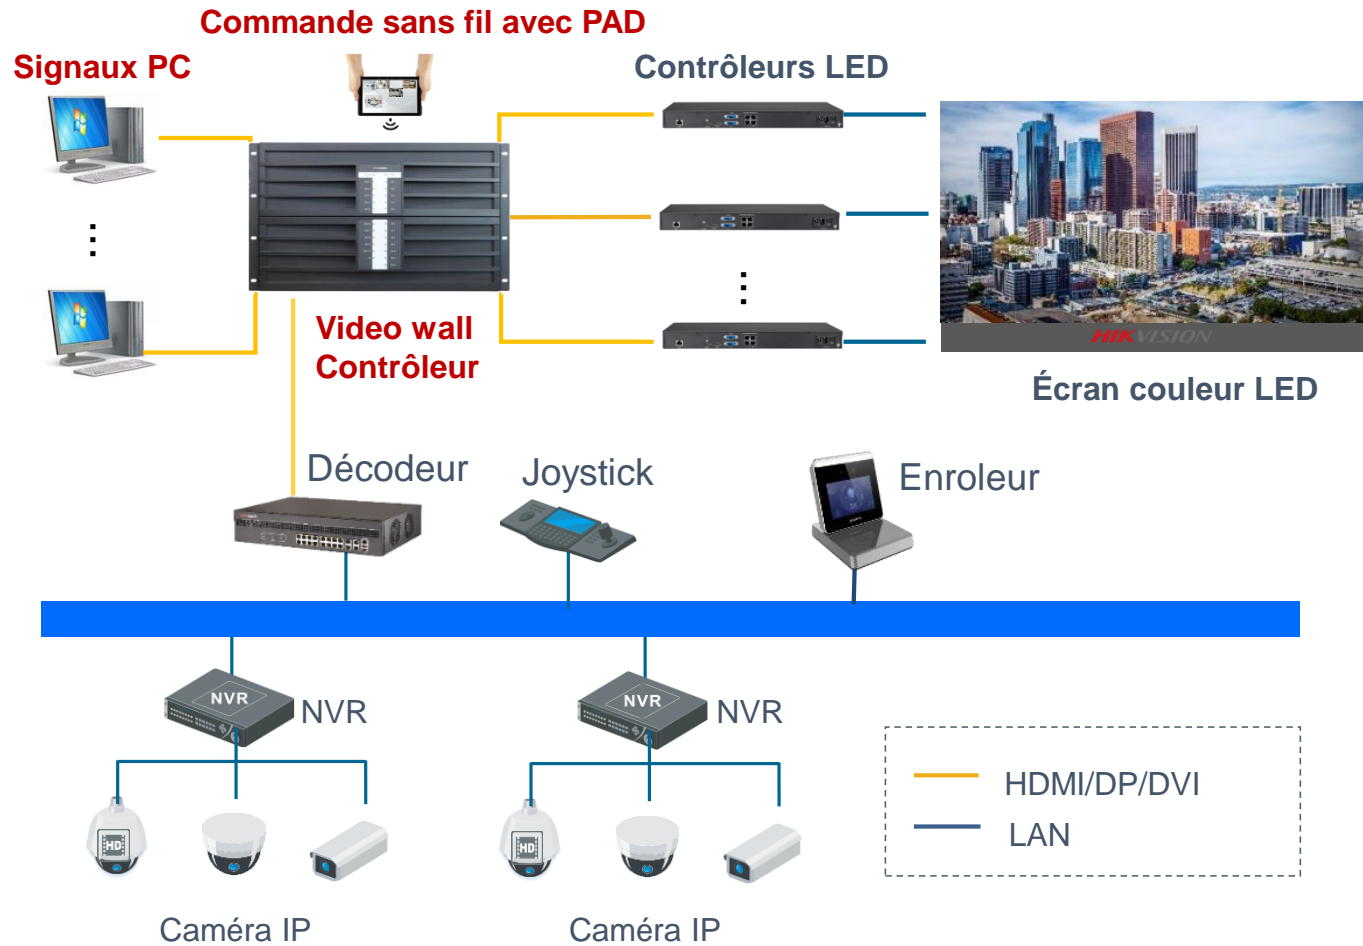 Commande sans fil avec PAD
Signaux PC
Contrôleurs LED
HIKVISION
Video wall
Contrôleur
Écran couleur LED
Décodeur
Joystick
Enroleur
NVR
NVR
NVR
NVR
HDMI/DP/DVI
LAN
HD
HD
Caméra IP
Caméra IP